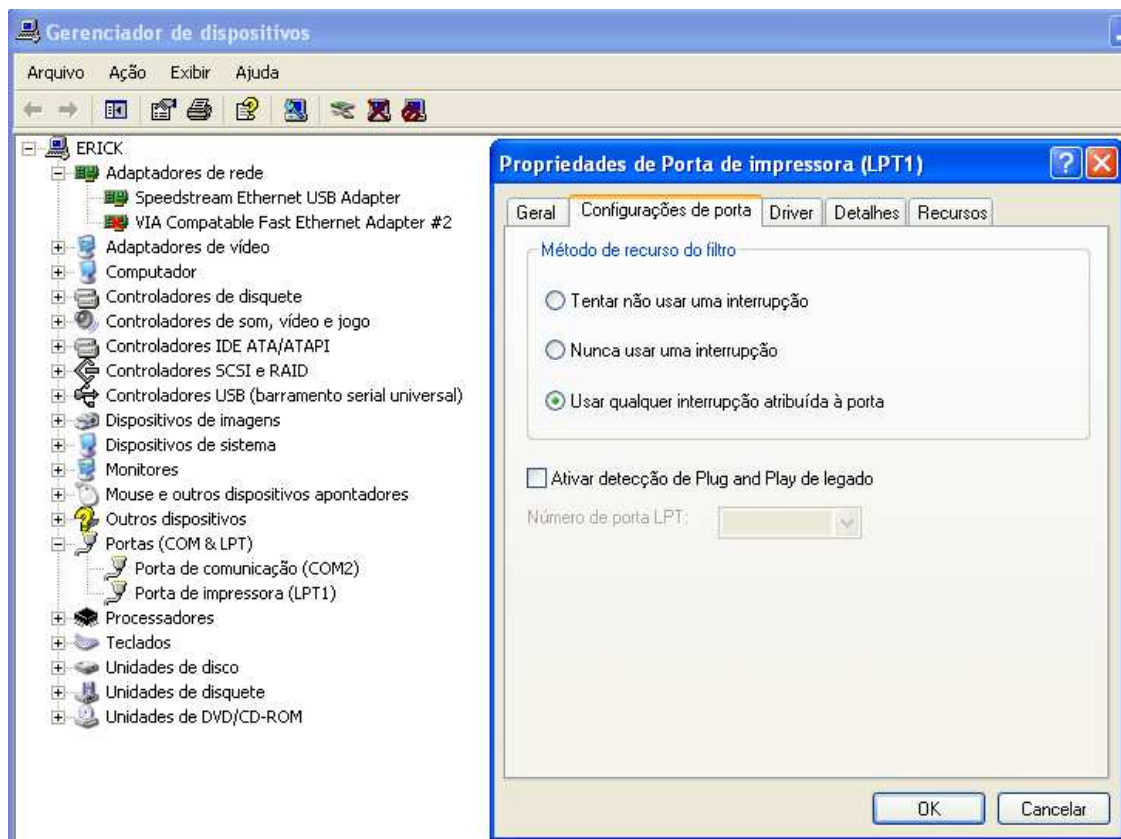 Gerenciador de dispositivos
Arquivo Ação Exibir Ajuda
ERICK
Adaptadores de rede
Speedstream Ethernet USB Adapter
VIA Compatable Fast Ethernet Adapter #2
Adaptadores de vídeo
Computador
Controladores de disquete
Controladores de som, vídeo e jogo
Controladores IDE ATA/ATAPI
Controladores SCSI e RAID
Controladores USB (barramento serial universal)
Dispositivos de imagens
Dispositivos de sistema
Monitores
Mouse e outros dispositivos apontadores
Outros dispositivos
Portas (COM & LPT)
Porta de comunicação (COM2)
Porta de impressora (LPT1)
Processadores
Teclados
Unidades de disco
Unidades de disquete
Unidades de DVD/CD-ROM
Propriedades de Porta de impressora (LPT1)
Geral Configurações de porta Driver Detalhes Recursos
Método de recurso do filtro
Tentar não usar uma interrupção
Nunca usar uma interrupção
Usar qualquer interrupção atribuída à porta
Ativar detecção de Plug and Play de legado
Número de porta LPT:
OK Cancelar